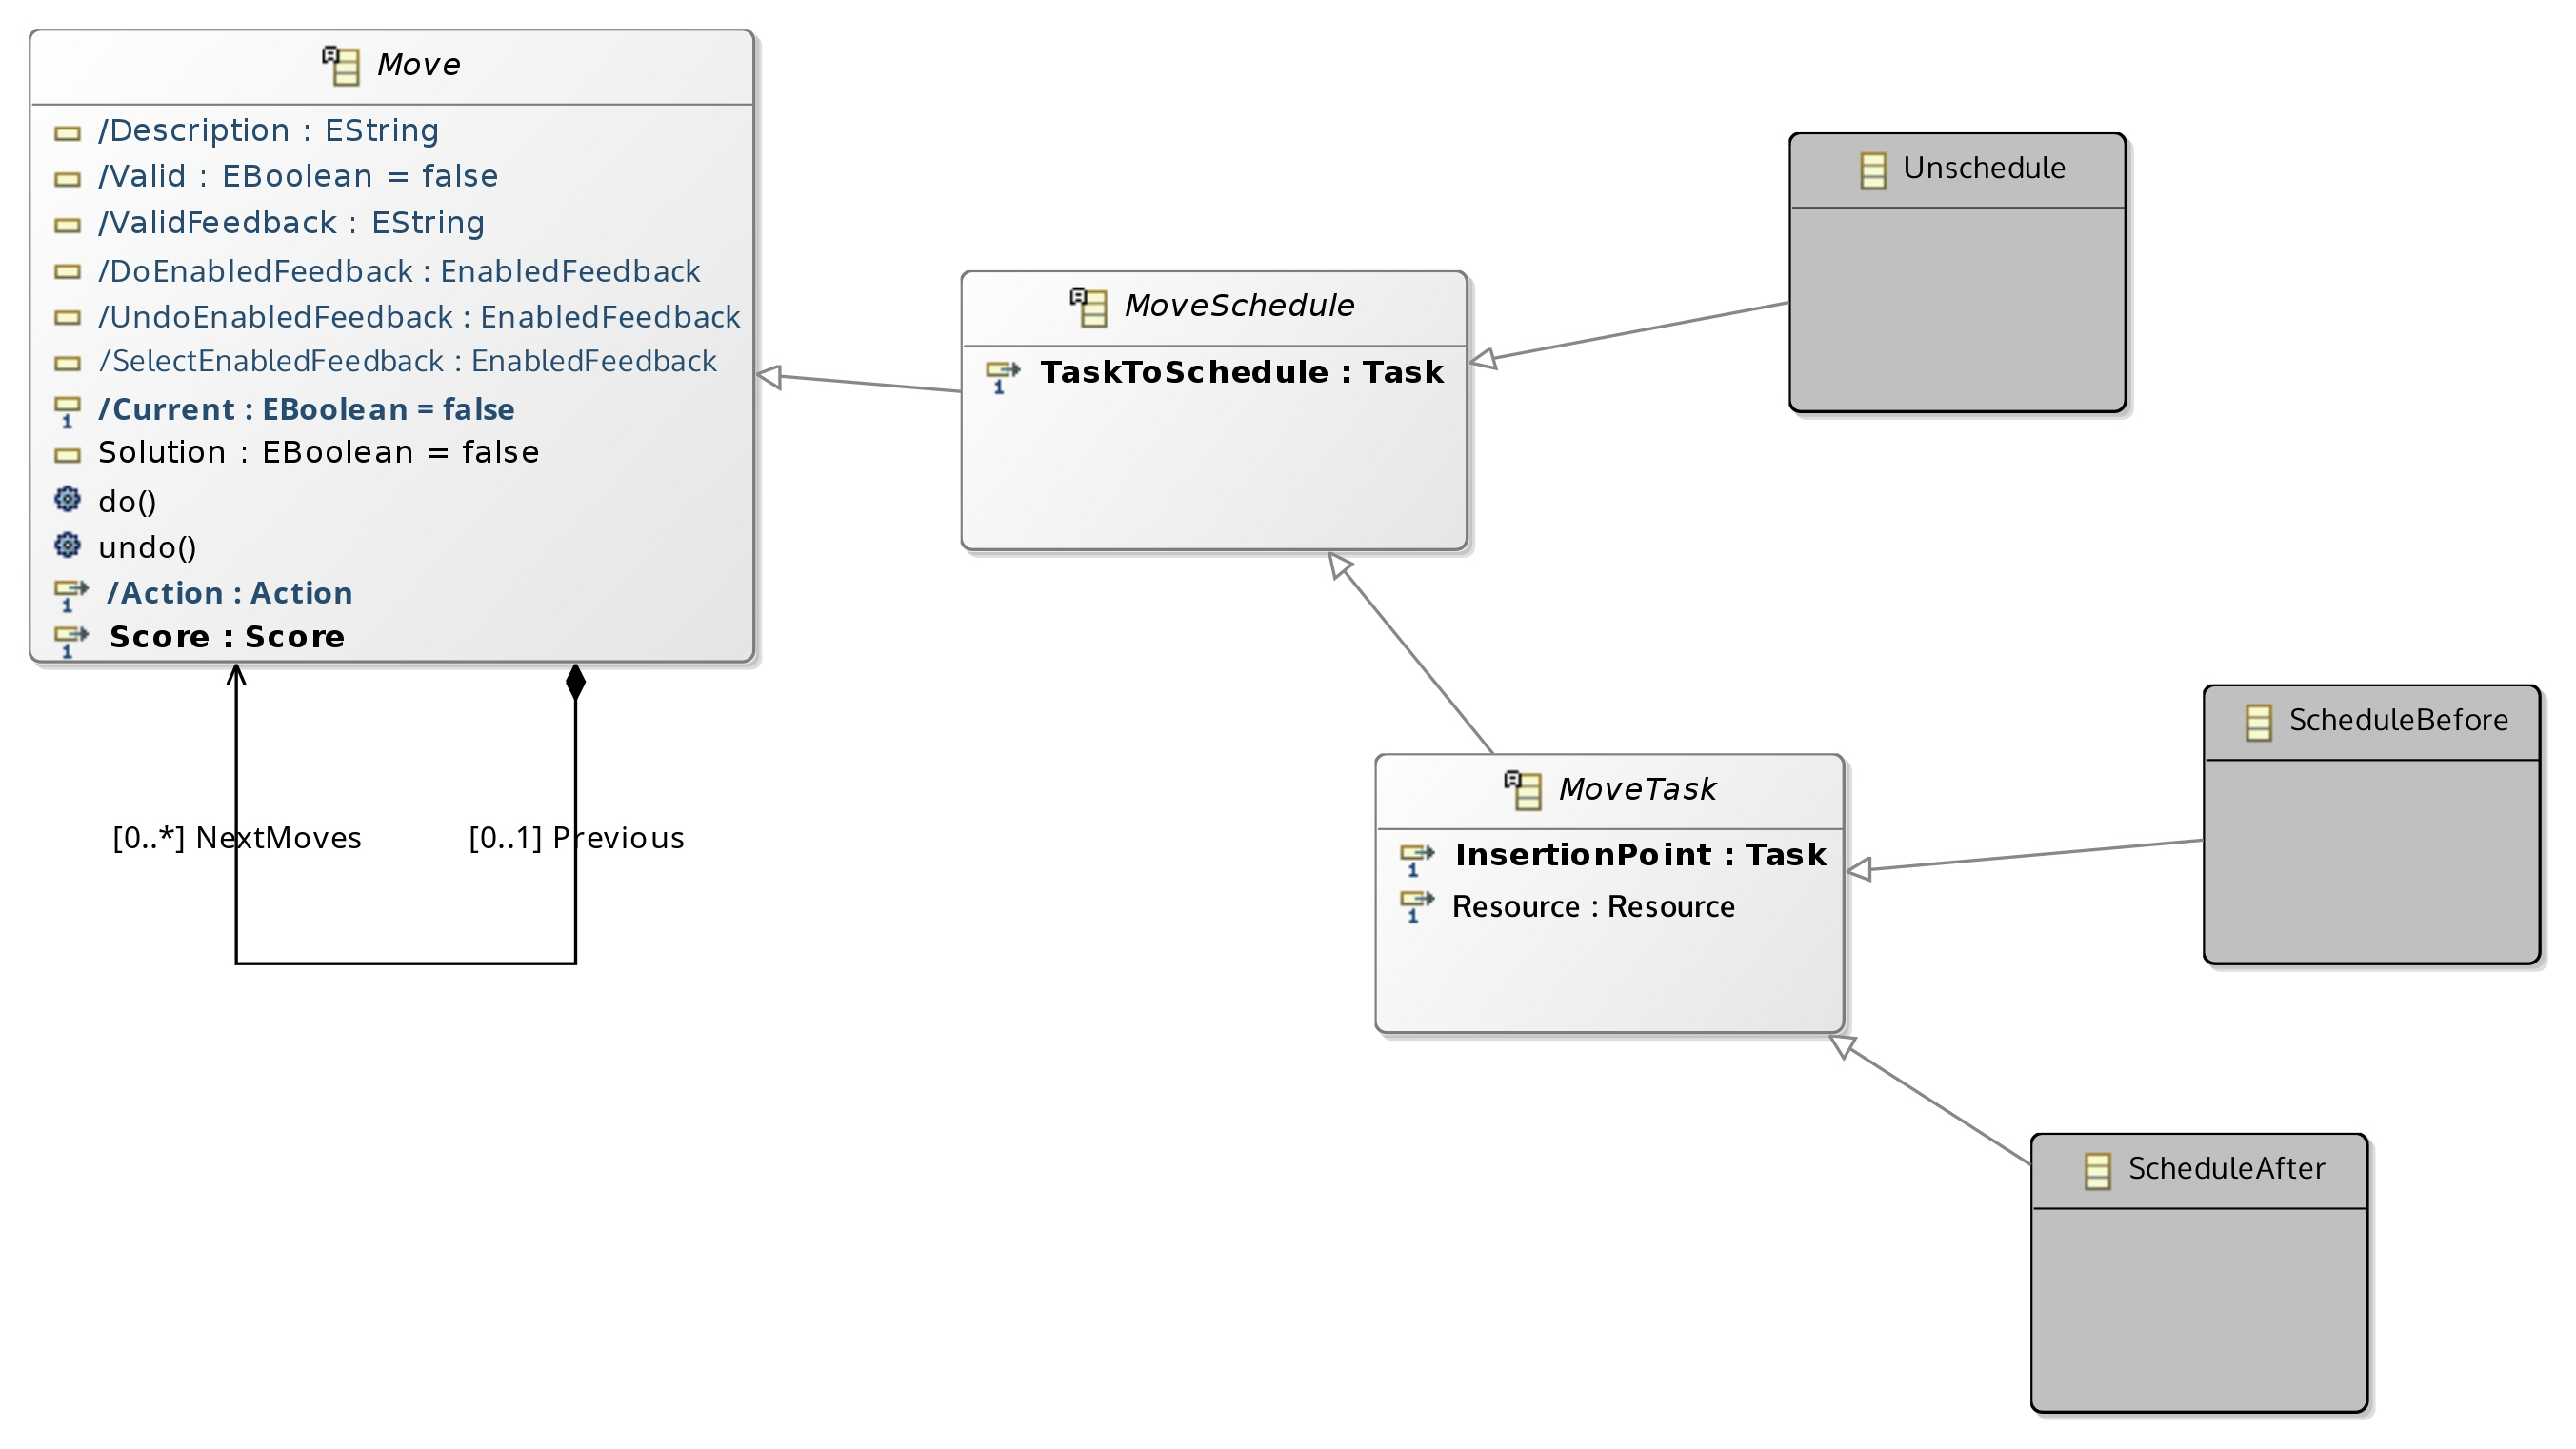 Move
/Description : EString
/Valid : EBoolean = false
/ValidFeedback : EString
/DoEnabledFeedback : EnabledFeedback
/UndoEnabledFeedback : EnabledFeedback
/SelectEnabledFeedback : EnabledFeedback
1 /Current : EBoolean = false
Solution : EBoolean = false
do()
undo()
1 /Action : Action
1 Score : Score
[0..*] NextMoves
[0..1] Previous
MoveSchedule
1 TaskToSchedule : Task
Unschedule
MoveTask
1 InsertionPoint : Task
1 Resource : Resource
ScheduleBefore
ScheduleAfter